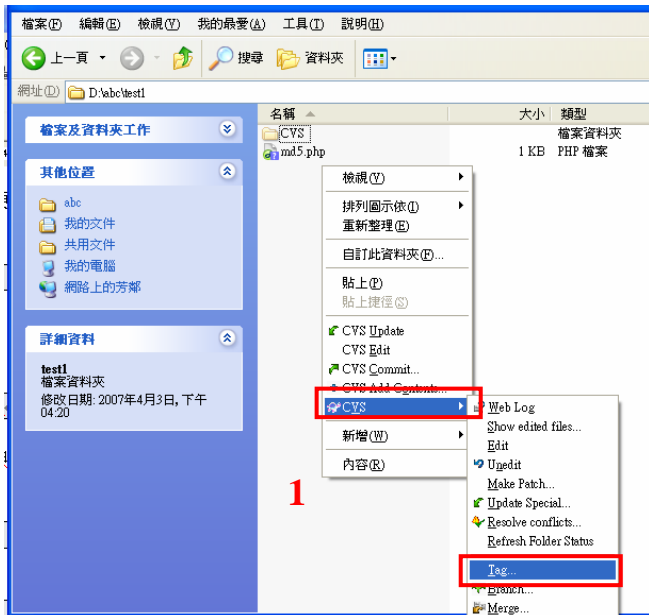 檔案(F) 編輯(E) 檢視(V) 我的最愛(A) 工具(T) 說明(H)
上一頁 搜尋 資料夾
網址(D) D:\abc\test1
名稱 大小 類型
CVS 檔案資料夾
md5.php 1 KB PHP 檔案
檔案及資料夾工作
其他位置
abc
我的文件
共用文件
我的電腦
網路上的芳鄰
詳細資料
test1
檔案資料夾
修改日期: 2007年4月3日, 下午
04:20
檢視(V)
排列圖示依(I)
重新整理(E)
自訂此資料夾(F)...
貼上(P)
貼上捷徑(S)
CVS Update
CVS Edit
CVS Commit...
CVS Add Contents...
CVS
新增(W)
內容(R)
1
Web Log
Show edited files...
Edit
Unedit
Make Patch...
Update Special...
Resolve conflicts...
Refresh Folder Status
Tag...
Branch...
Merge...